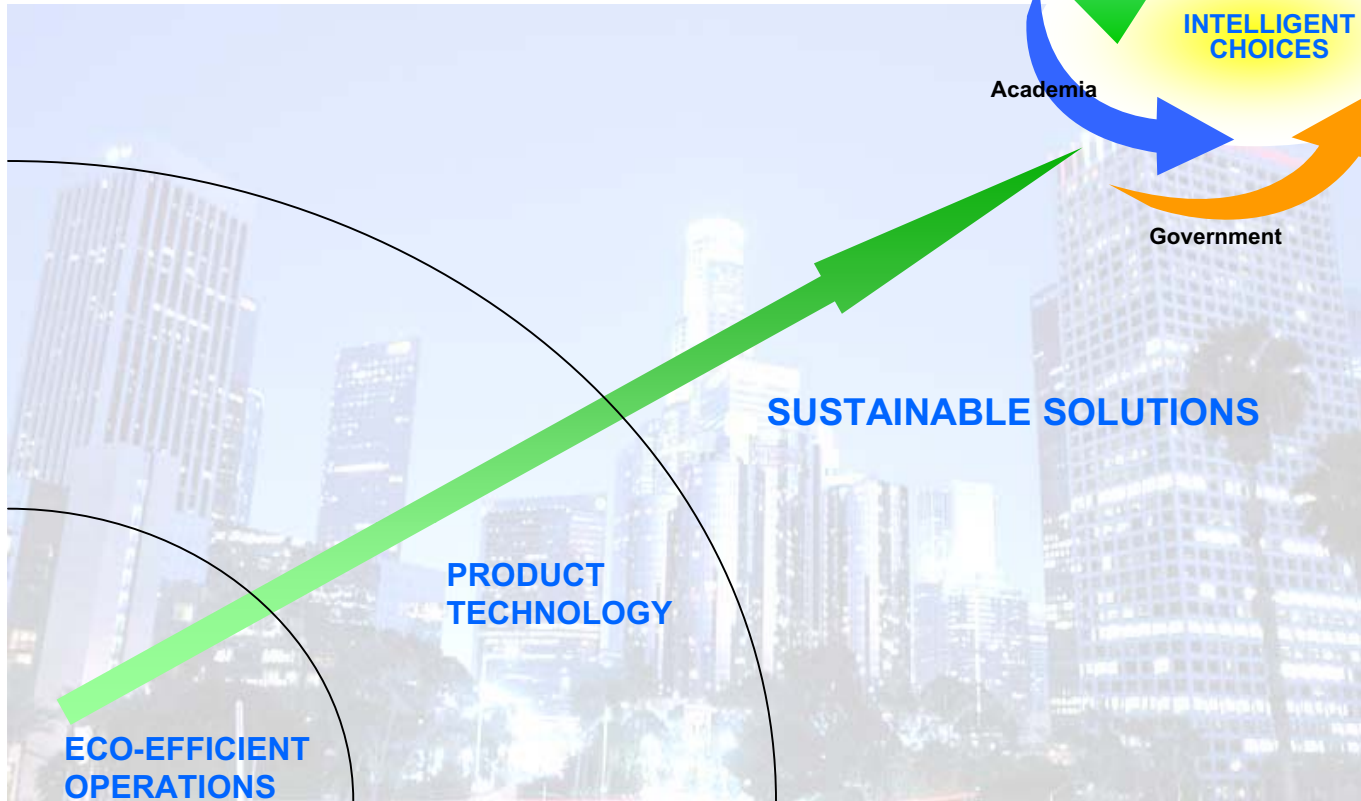 INTELLIGENT
CHOICES
Academia
Government
SUSTAINABLE SOLUTIONS
PRODUCT
TECHNOLOGY
ECO-EFFICIENT
OPERATIONS